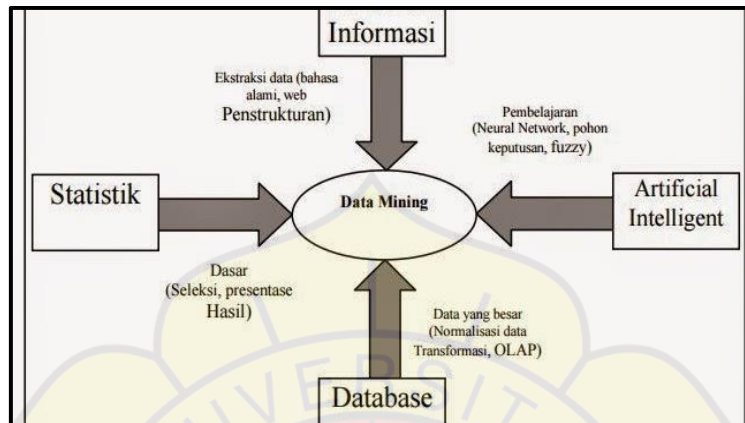 Informasi
Ekstraksi data (bahasa
alami, web
Penstrukturan)
Pembelajaran
(Neural Network, pohon
keputusan, fuzzy)
Statistik
Data Mining
Artificial
Intelligent
Dasar
(Seleksi, presentase
Hasil)
Data yang besar
(Normalisasi data
Transformasi, OLAP)
Database
UNIVERSIT